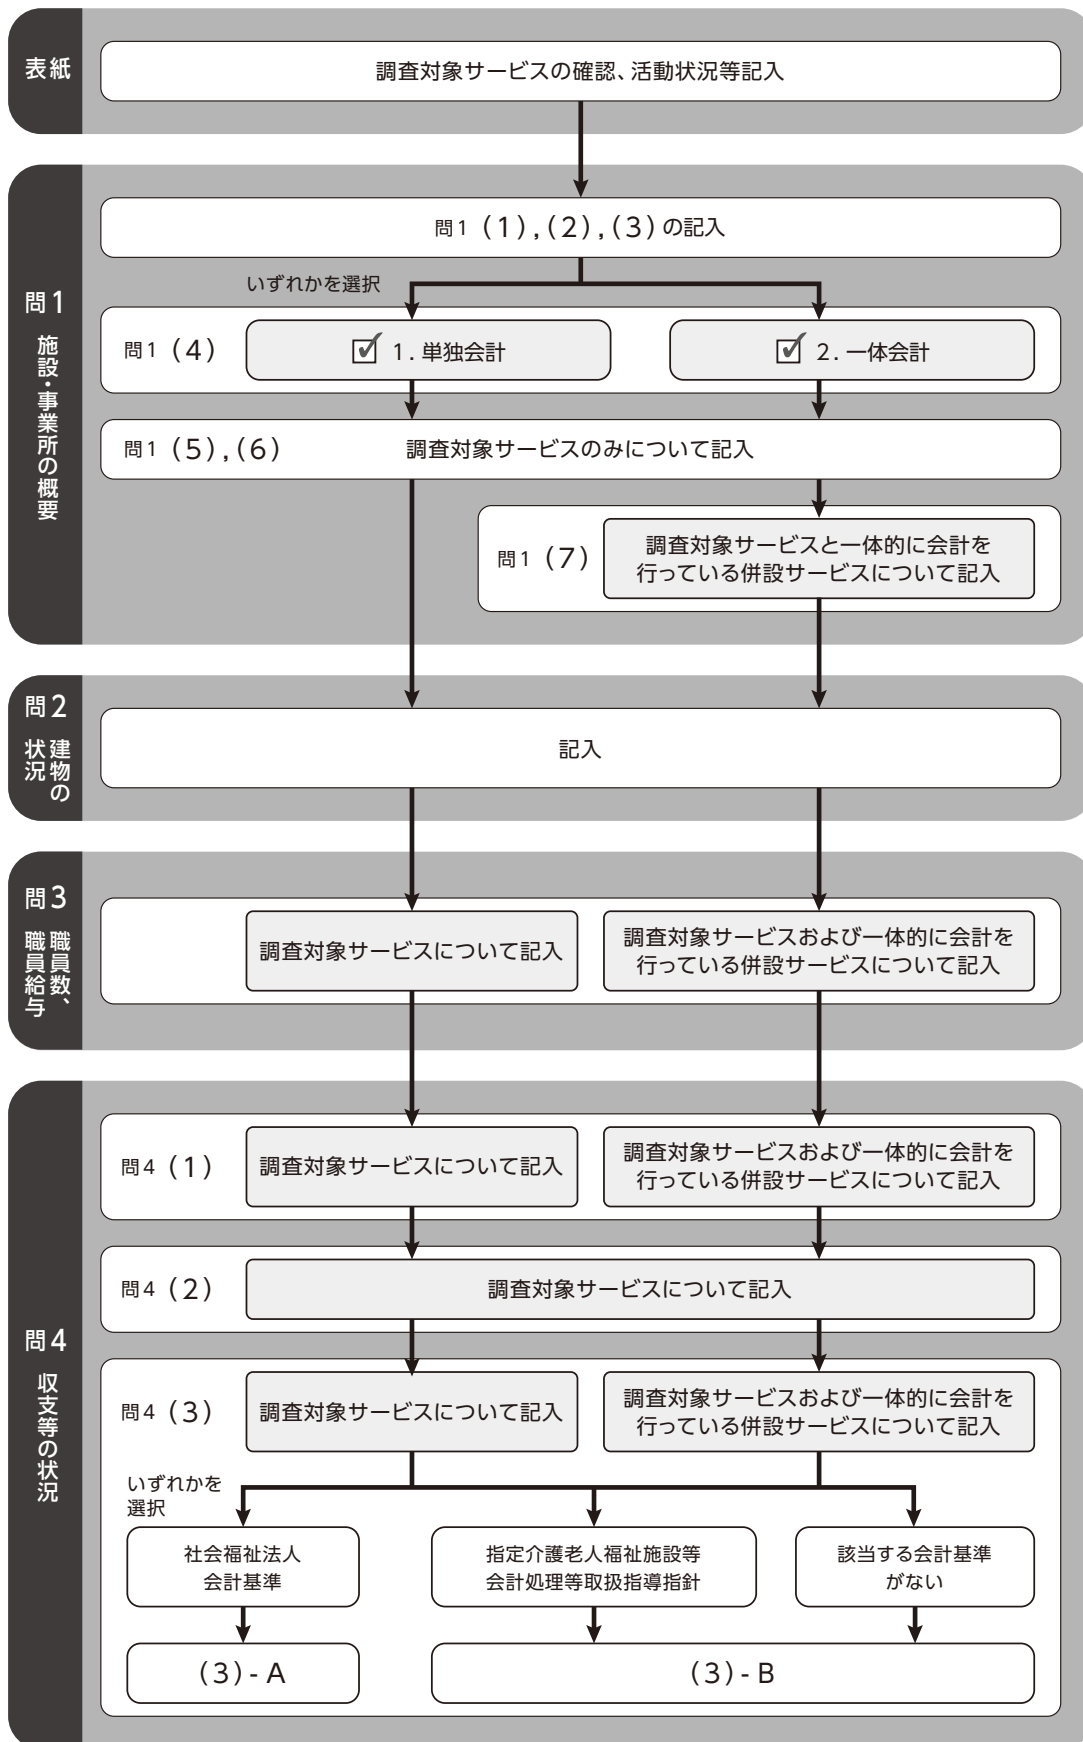 表紙
調査対象サービスの確認、活動状況等記入
問1
施設・事業所の概要
問1 (1),(2),(3)の記入
いずれかを選択
問1 (4)
1. 単独会計
2. 一体会計
問1 (5),(6)
調査対象サービスのみについて記入
問1 (7)
調査対象サービスと一体的に会計を
行っている併設サービスについて記入
問2
建物の
状況
記入
問3
職員数、
職員給与
調査対象サービスについて記入
調査対象サービスおよび一体的に会計を
行っている併設サービスについて記入
問4
収支等の状況
問4 (1)
調査対象サービスについて記入
調査対象サービスおよび一体的に会計を
行っている併設サービスについて記入
問4 (2)
調査対象サービスについて記入
問4 (3)
調査対象サービスについて記入
調査対象サービスおよび一体的に会計を
行っている併設サービスについて記入
いずれかを
選択
社会福祉法人
会計基準
指定介護老人福祉施設等
会計処理等取扱指導指針
該当する会計基準
がない
(3)- A
(3)- B